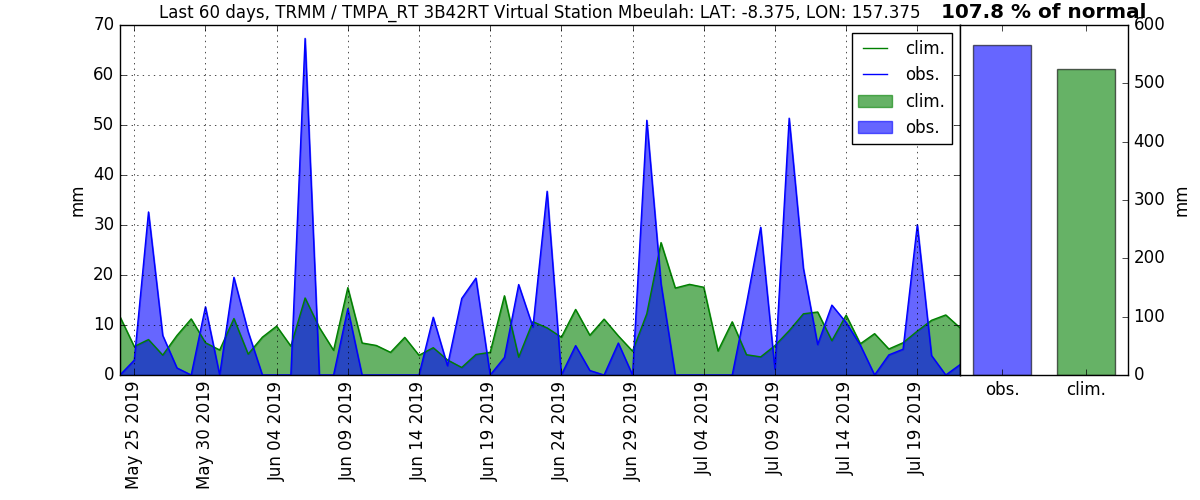 Last 60 days, TRMM / TMPA_RT 3B42RT Virtual Station Mbeulah: LAT: -8.375, LON: 157.375
107.8 % of normal
70
60
50
40
30
20
10
0
mm
clim.
obs.
clim.
obs.
600
500
400
300
200
100
0
mm
May 25 2019
May 30 2019
Jun 04 2019
Jun 09 2019
Jun 14 2019
Jun 19 2019
Jun 24 2019
Jun 29 2019
Jul 04 2019
Jul 09 2019
Jul 14 2019
Jul 19 2019
obs.
clim.